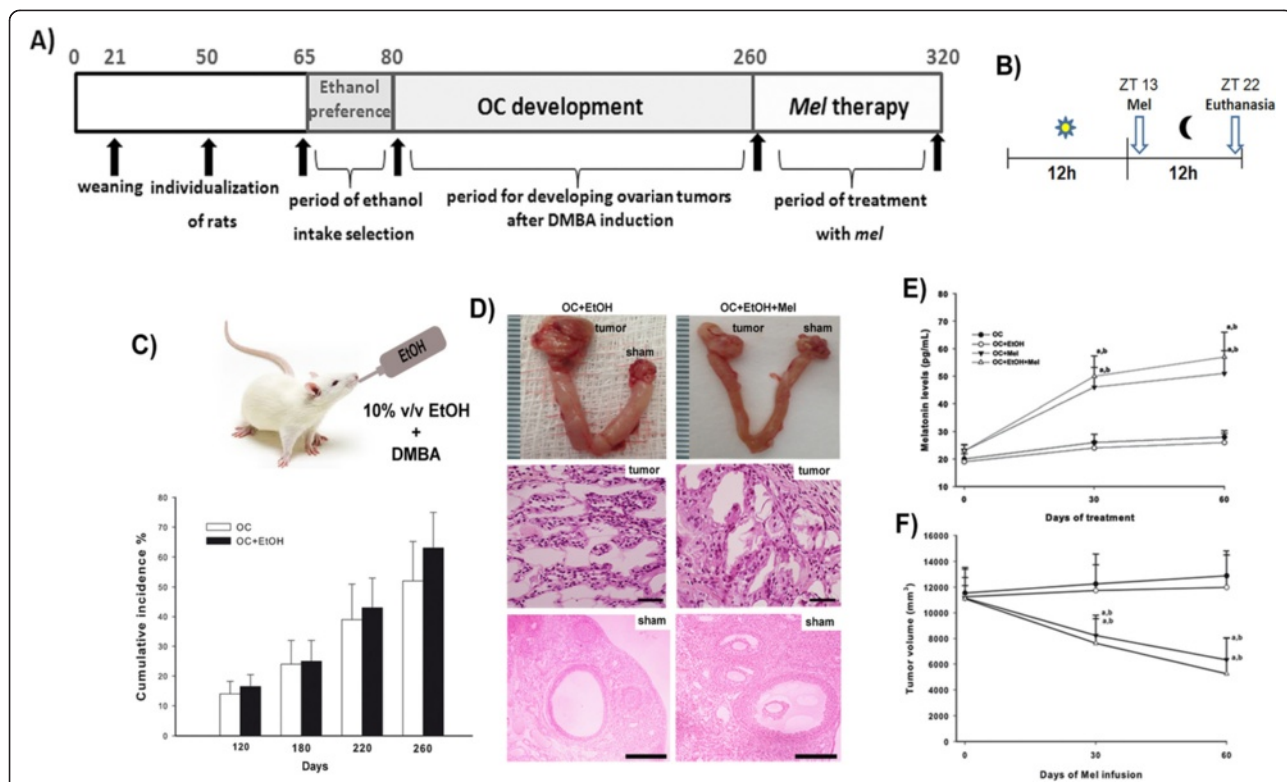 A)
0 21 50 65 80 260 320
Ethanol
preference
OC development
Mel therapy
weaning
individualization
of rats
period of ethanol
intake selection
period for developing ovarian tumors
after DMBA induction
period of treatment
with mel
B)
ZT 13
Mel
ZT 22
Euthanasia
12h 12h
C)
EtOH
10% v/v EtOH
+
DMBA
Cumulative incidence %
80
70
60
50
40
30
20
10
0
OC
OC+EtOH
120 180 220 260
Days
D)
OC+EtOH OC+EtOH+Mel
tumor
sham
tumor
sham
tumor
tumor
sham
sham
E)
Melatonin levels (pg/mL)
80
70
60
50
40
30
20
10
OC
OC+EtOH
OC+Mel
OC+EtOH+Mel
a,b
a,b
a,b
a,b
0 30 60
Days of treatment
F)
Tumor volume (mm³)
16000
14000
12000
10000
8000
6000
4000
2000
0
a,b
a,b
a,b
a,b
0 30 60
Days of Mel infusion